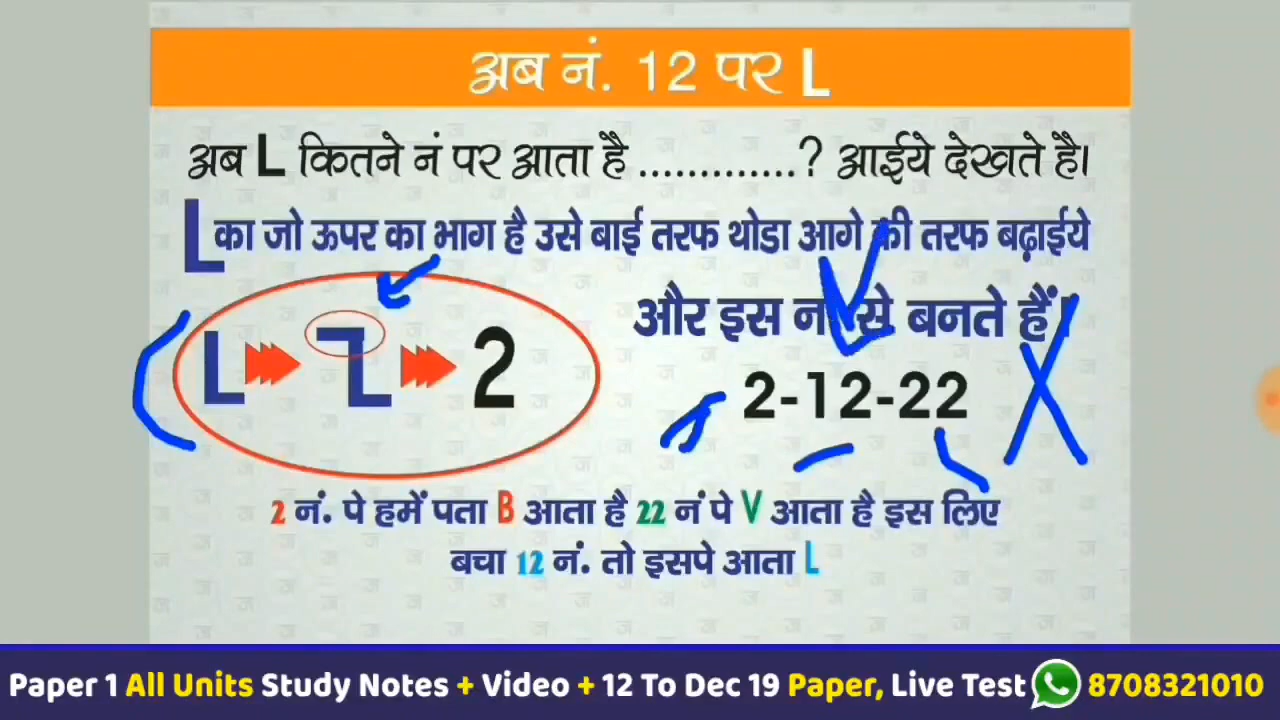 अब नं. 12 पर L
अब L कितने नं पर आता है .............? आईये देखते है।
L का जो ऊपर का भाग है उसे बाई तरफ थोडा आगे की तरफ बढ़ाईये
और इस नं से बनते हैं।
L 2
2-12-22
2 नं. पे हमें पता B आता है 22 नं पे V आता है इस लिए
बचा 12 नं. तो इसपे आता L
Paper 1 All Units Study Notes + Video + 12 To Dec 19 Paper, Live Test 8708321010